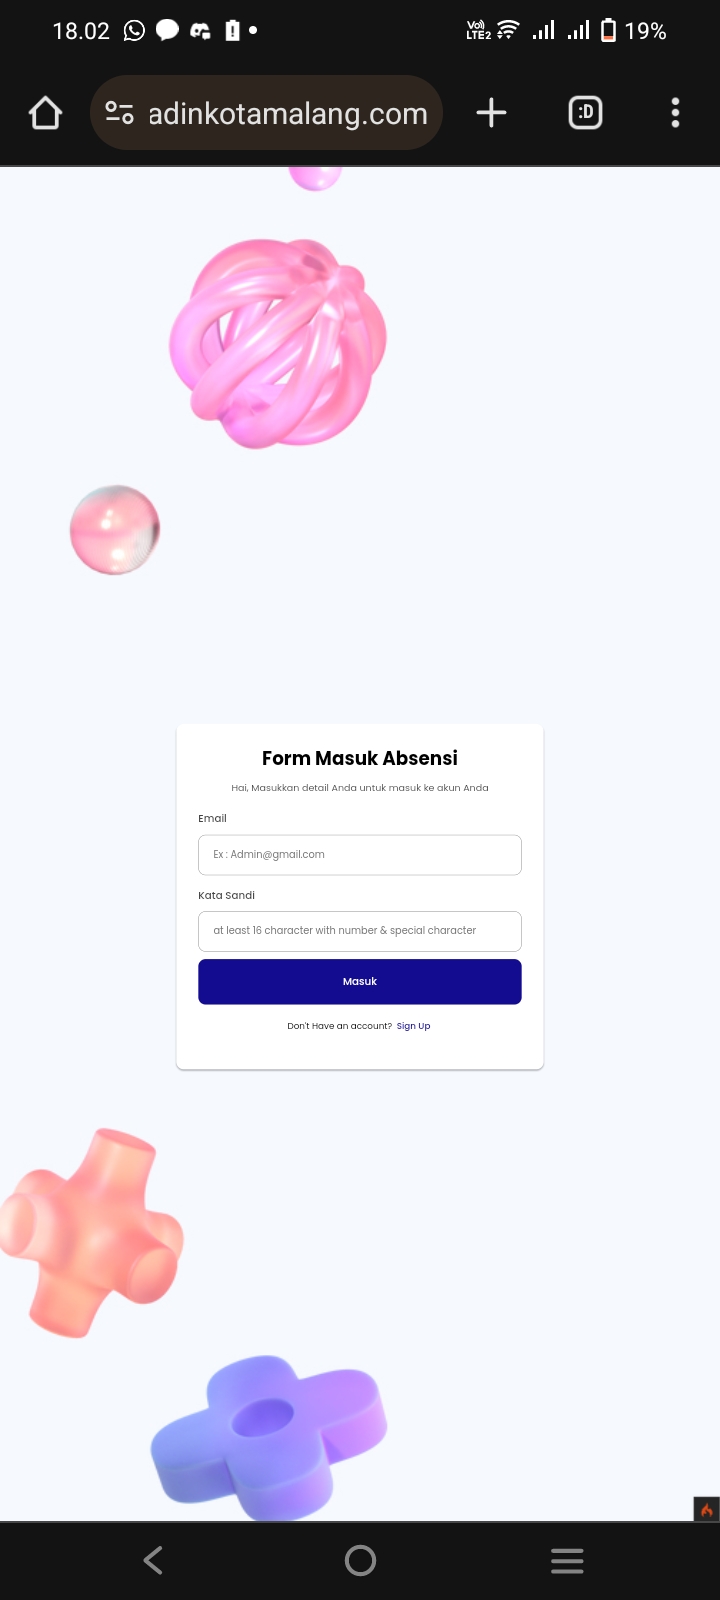 18.02
Vo)) LTE2
19%
adinkotamalang.com
:D
Form Masuk Absensi
Hai, Masukkan detail Anda untuk masuk ke akun Anda
Email
Ex : Admin@gmail.com
Kata Sandi
at least 16 character with number & special character
Masuk
Don't Have an account? Sign Up